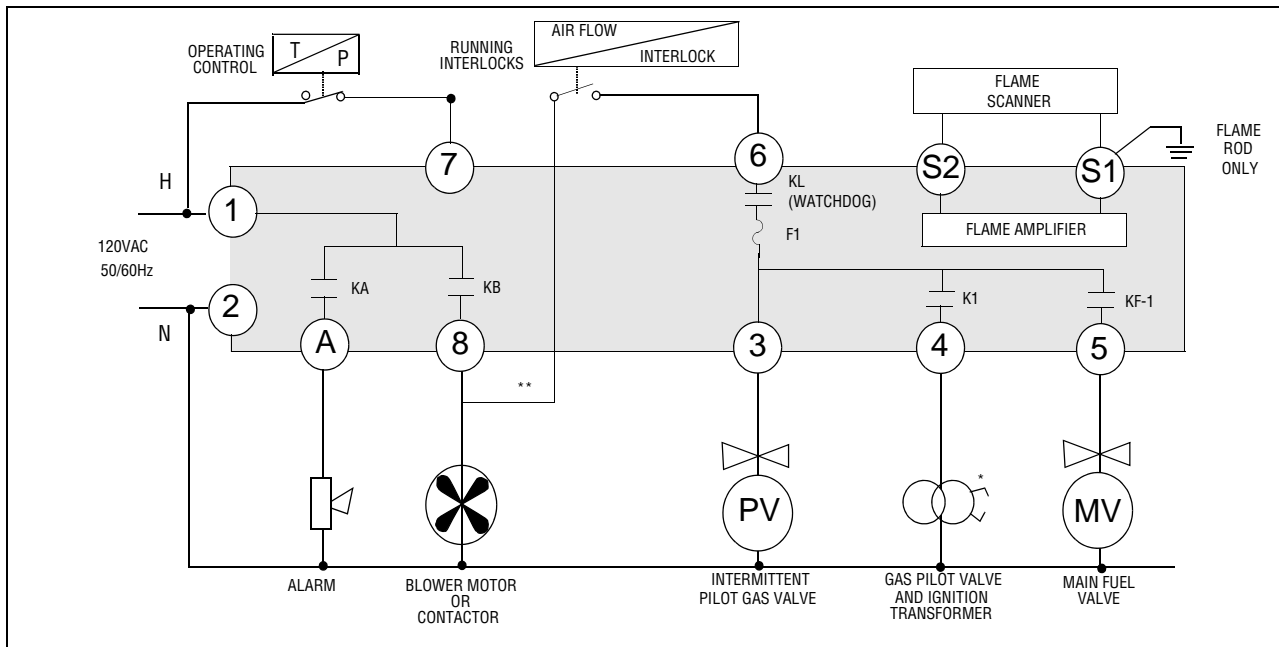 AIR FLOW
INTERLOCK
OPERATING
CONTROL
T
P
RUNNING
INTERLOCKS
FLAME
SCANNER
FLAME
ROD
ONLY
7
6
S2
S1
H
1
KL
(WATCHDOG)
F1
FLAME AMPLIFIER
120VAC
50/60Hz
KA
KB
K1
KF-1
2
N
A
8
3
4
5
**
*
PV
MV
ALARM
BLOWER MOTOR
OR
CONTACTOR
INTERMITTENT
PILOT GAS VALVE
GAS PILOT VALVE
AND IGNITION
TRANSFORMER
MAIN FUEL
VALVE